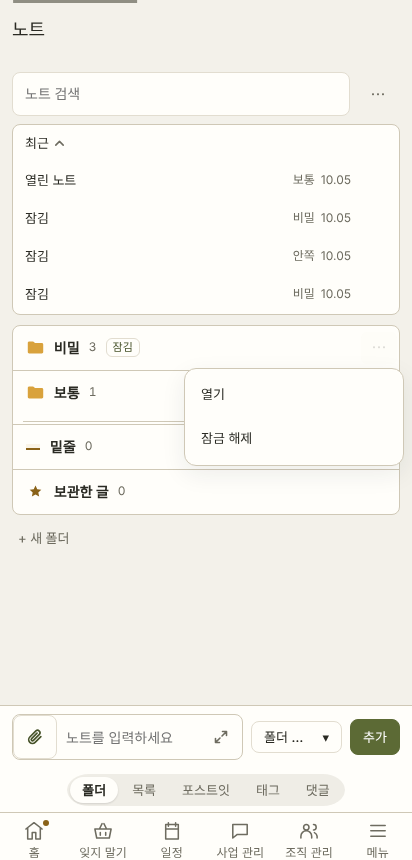 노트
노트 검색 ...
최근
열린 노트 보통 10.05
잠김 비밀 10.05
잠김 안쪽 10.05
잠김 비밀 10.05
비밀 3 잠김 ...
보통 1
열기
잠금 해제
밑줄 0
보관한 글 0
+ 새 폴더
노트를 입력하세요 폴더 ... ▾ 추가
폴더 목록 포스트잇 태그 댓글
홈 잊지 말기 일정 사업 관리 조직 관리 메뉴